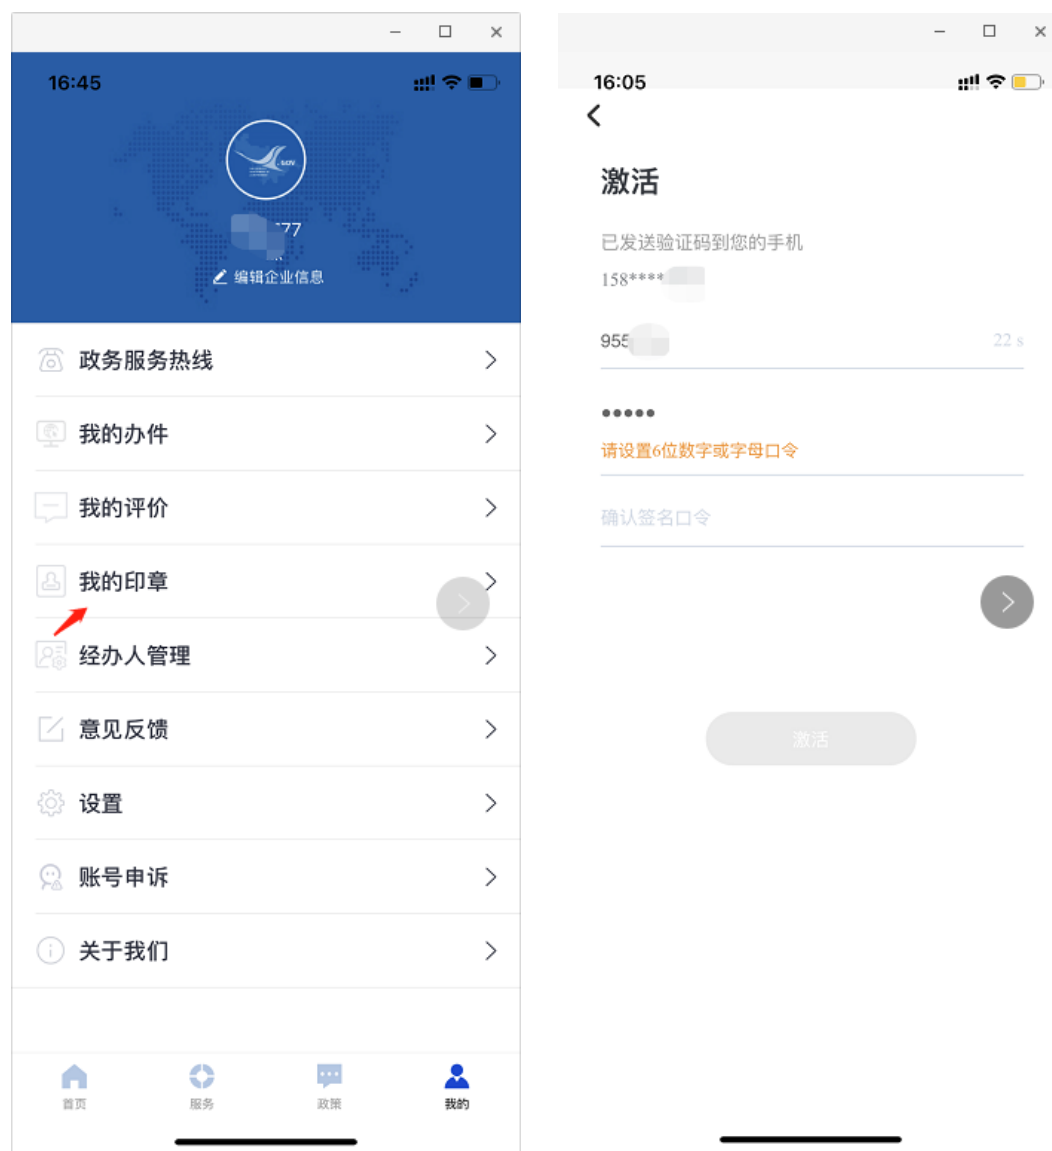 16:45
.GOV
编辑企业信息
政务服务热线
我的办件
我的评价
我的印章
经办人管理
意见反馈
设置
账号申诉
关于我们
首页
服务
政策
我的
16:05
激活
已发送验证码到您的手机
158****
955
22 s
•••••
请设置6位数字或字母口令
确认签名口令
激活